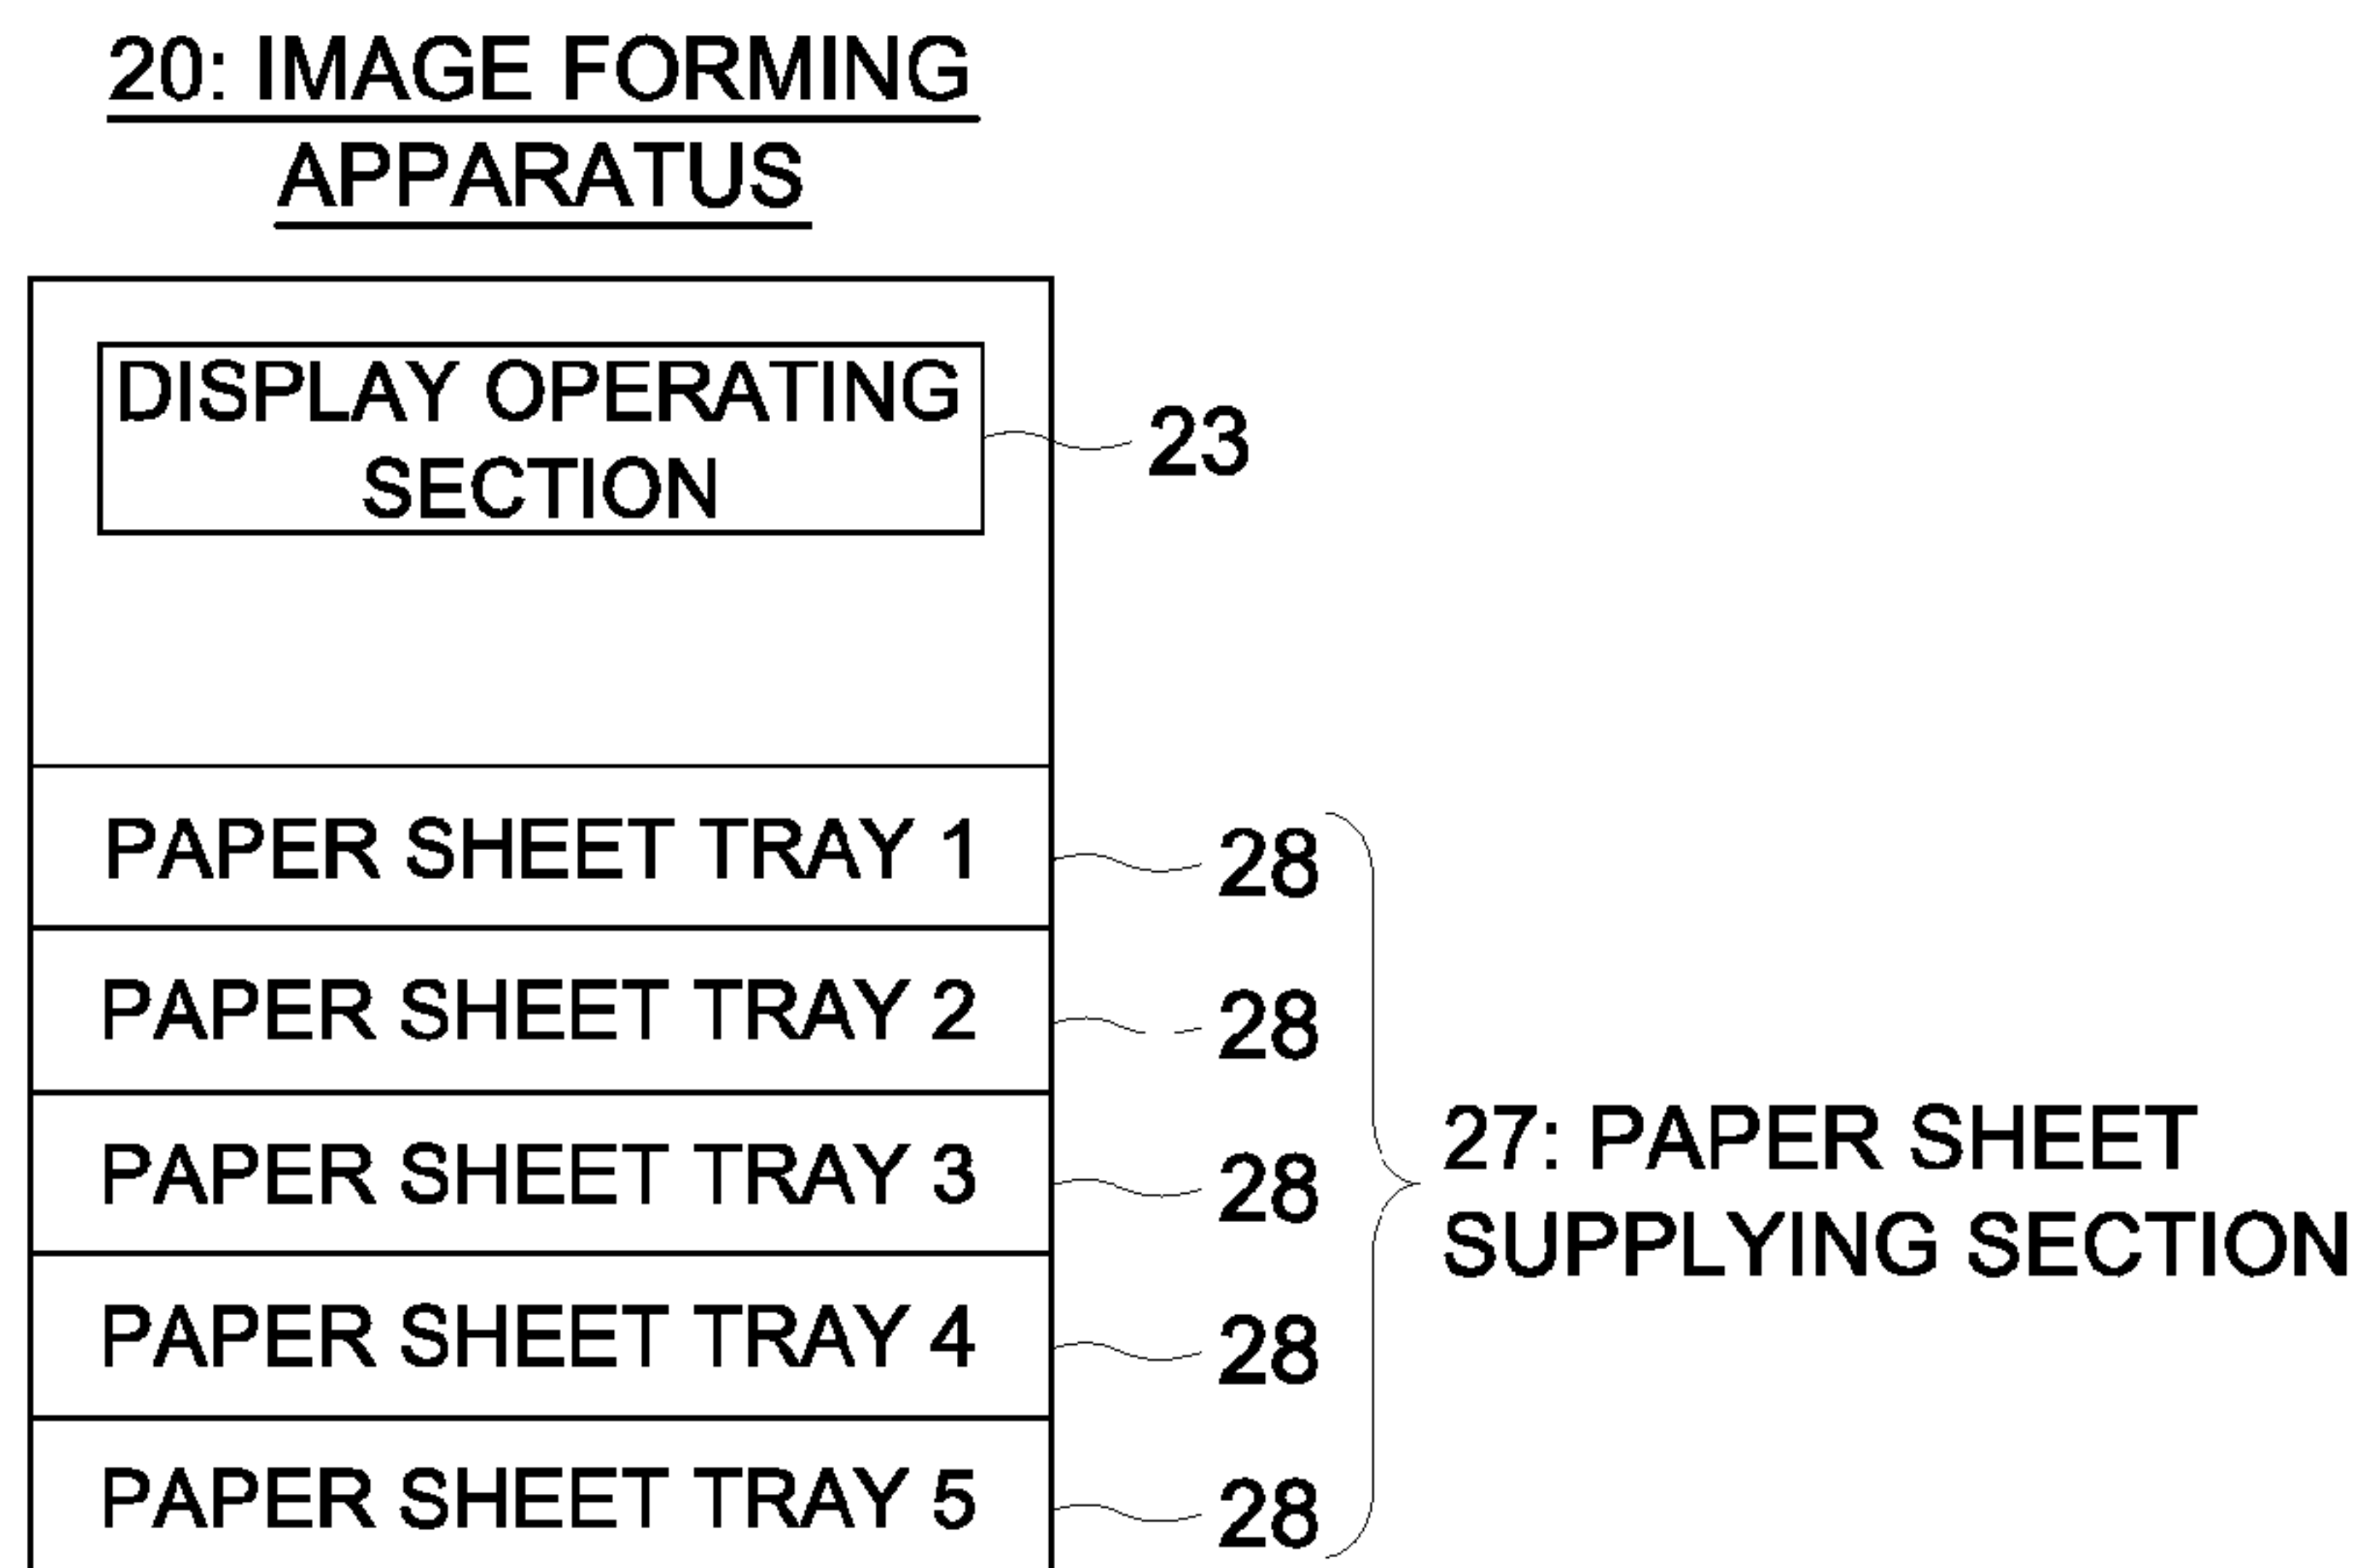 20: IMAGE FORMING
APPARATUS
DISPLAY OPERATING
SECTION
23
PAPER SHEET TRAY 1
28
PAPER SHEET TRAY 2
28
PAPER SHEET TRAY 3
28
PAPER SHEET TRAY 4
28
PAPER SHEET TRAY 5
28
27: PAPER SHEET
SUPPLYING SECTION